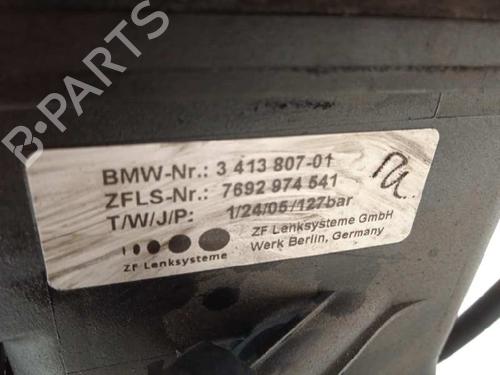 B-PARTS
BMW-Nr.: 3 413 807-01
ZFLS-Nr.: 7692 974 541
T/W/J/P: 1/24/05/127bar
ZF Lenksysteme GmbH
Werk Berlin, Germany
ZF Lenksysteme